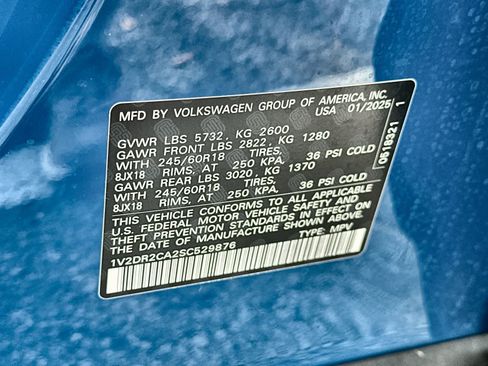 MFD. BY VOLKSWAGEN GROUP OF AMERICA, INC.
USA 01/2025
GVWR LBS 5732, KG 2600
GAWR FRONT LBS 2822, KG 1280
WITH 245/60R18 TIRES,
8JX18 RIMS, AT 250 KPA, 36 PSI COLD
GAWR REAR LBS 3020, KG 1370
WITH 245/60R18 TIRES,
8JX18 RIMS, AT 250 KPA, 36 PSI COLD
THIS VEHICLE CONFORMS TO ALL APPLICABLE
U.S. FEDERAL MOTOR VEHICLE SAFETY AND
THEFT PREVENTION STANDARDS IN EFFECT ON
THE DATE OF MANUFACTURE SHOWN ABOVE.
1V2DR2CA2SC529876 TYPE: MPV
0618321 1